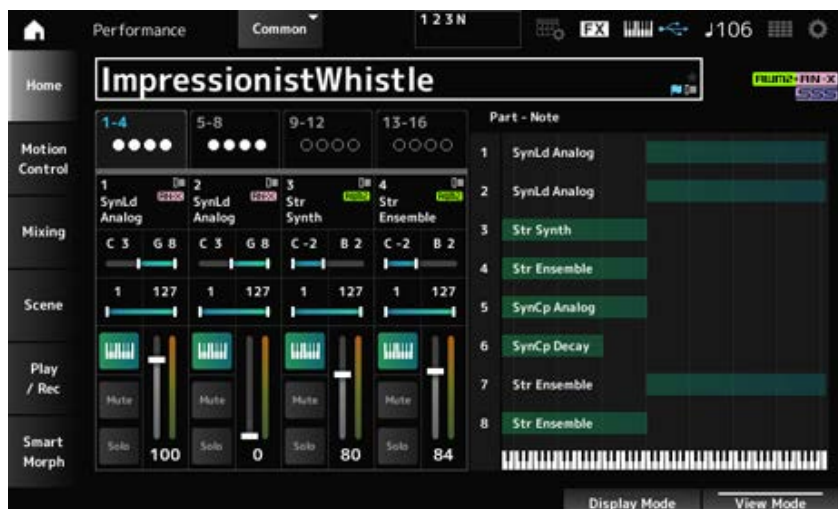 Performance
Common
123N
FX
♩106
Home
ImpressionistWhistle
AWM2+AN-X
SSS
Motion
Control
Mixing
Scene
Play
/ Rec
Smart
Morph
1-4
5-8
9-12
13-16
1
SynLd
Analog
AN-X
2
SynLd
Analog
AN-X
3
Str
Synth
AWM2
4
Str
Ensemble
AWM2
C 3 G 8
C 3 G 8
C -2 B 2
C -2 B 2
1 127
1 127
1 127
1 127
Mute
Mute
Mute
Mute
Solo
Solo
Solo
Solo
100
0
80
84
Part - Note
1 SynLd Analog
2 SynLd Analog
3 Str Synth
4 Str Ensemble
5 SynCp Analog
6 SynCp Decay
7 Str Ensemble
8 Str Ensemble
Display Mode
View Mode